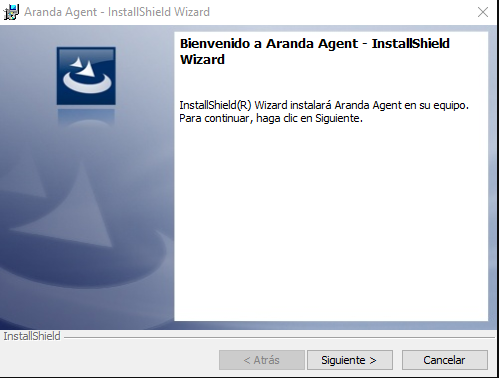 Aranda Agent - InstallShield Wizard
Bienvenido a Aranda Agent - InstallShield
Wizard
InstallShield(R) Wizard instalará Aranda Agent en su equipo.
Para continuar, haga clic en Siguiente.
InstallShield
< Atrás
Siguiente >
Cancelar